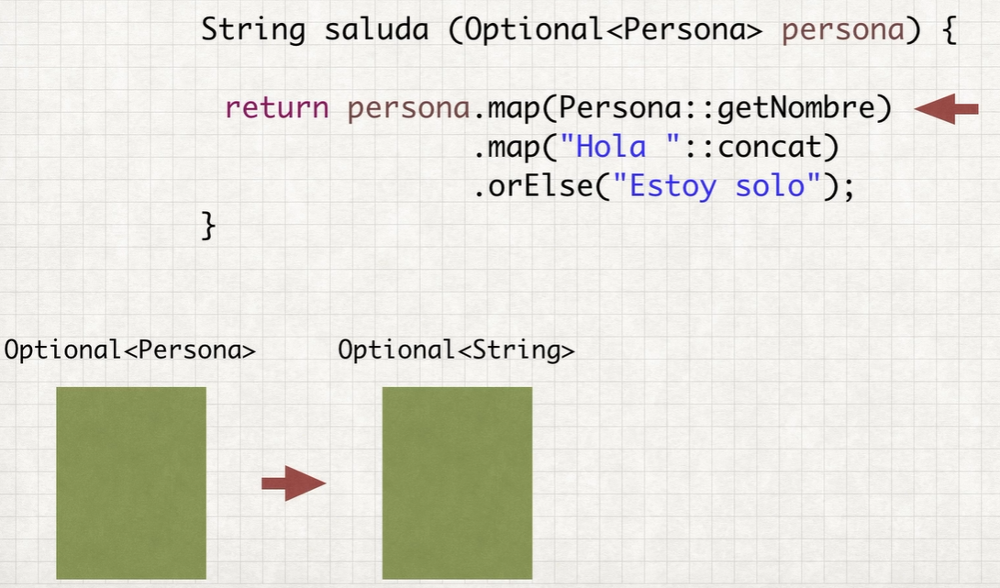 String saluda (Optional<Persona> persona) {
return persona.map(Persona::getNombre)
.map("Hola "::concat)
.orElse("Estoy solo");
}
Optional<Persona> Optional<String>